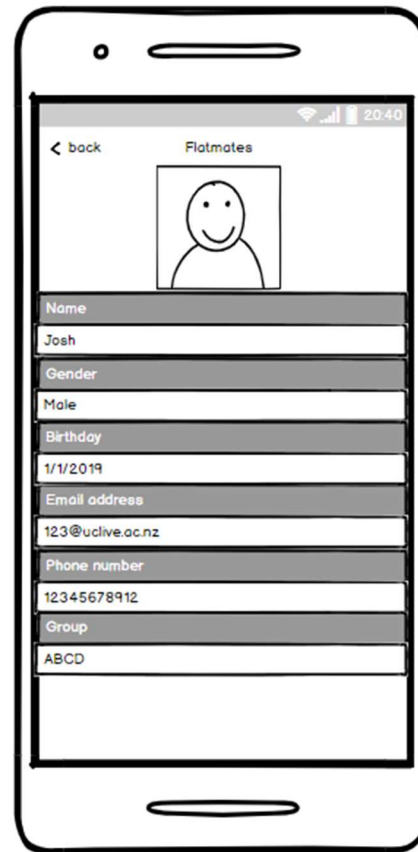 20:40
back Flatmates
Name
Josh
Gender
Male
Birthday
1/1/2019
Email address
123@uclive.ac.nz
Phone number
12345678912
Group
ABCD